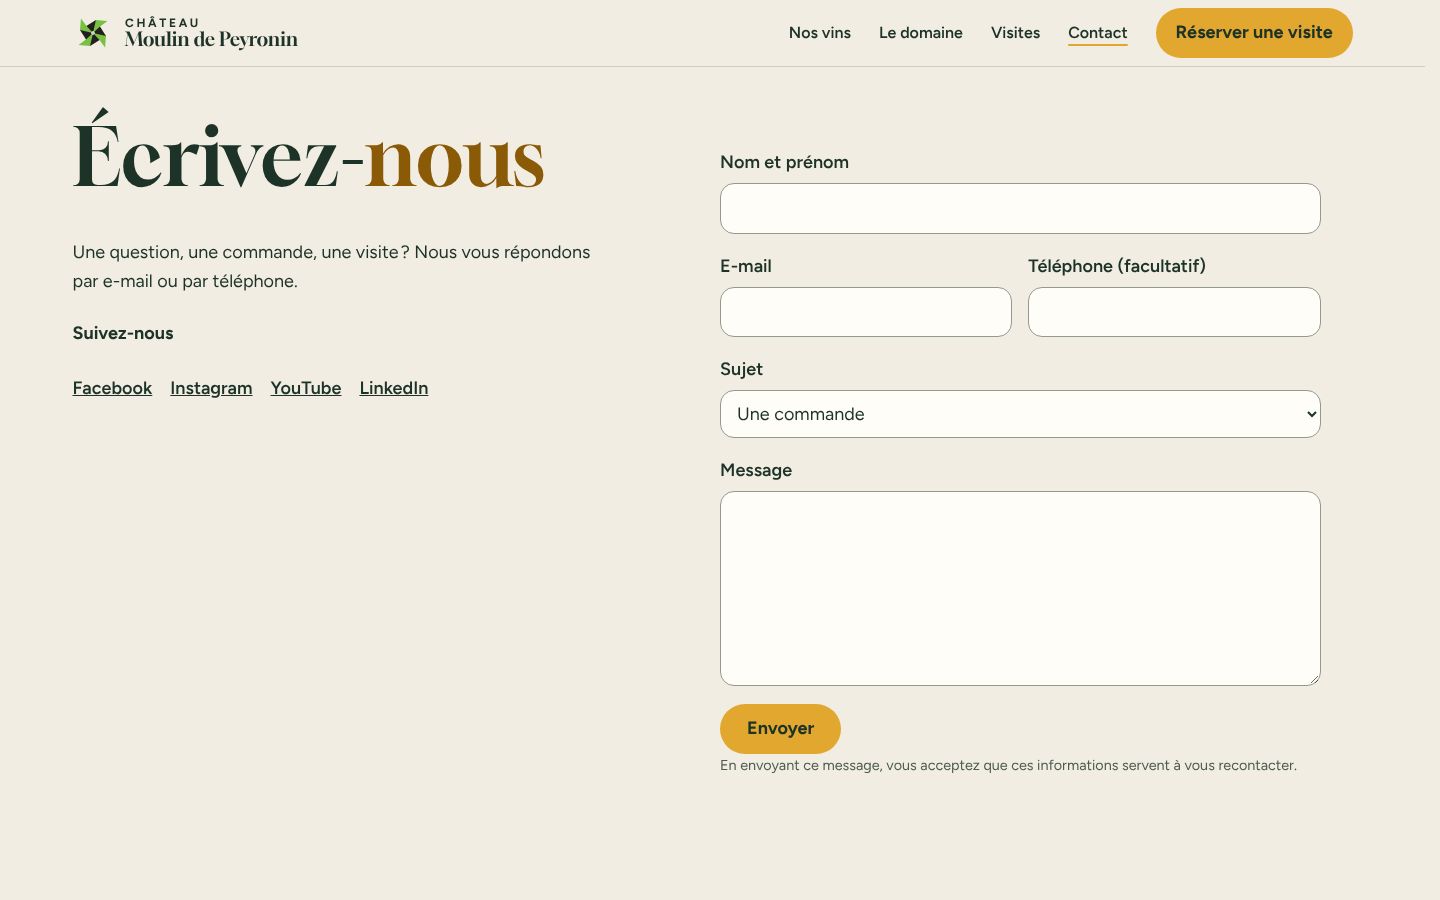 CHÂTEAU
Moulin de Peyronin
Nos vins
Le domaine
Visites
Contact
Réserver une visite
Écrivez-nous
Une question, une commande, une visite ? Nous vous répondons
par e-mail ou par téléphone.
Suivez-nous
Facebook Instagram YouTube LinkedIn
Nom et prénom
E-mail
Téléphone (facultatif)
Sujet
Une commande
Message
Envoyer
En envoyant ce message, vous acceptez que ces informations servent à vous recontacter.